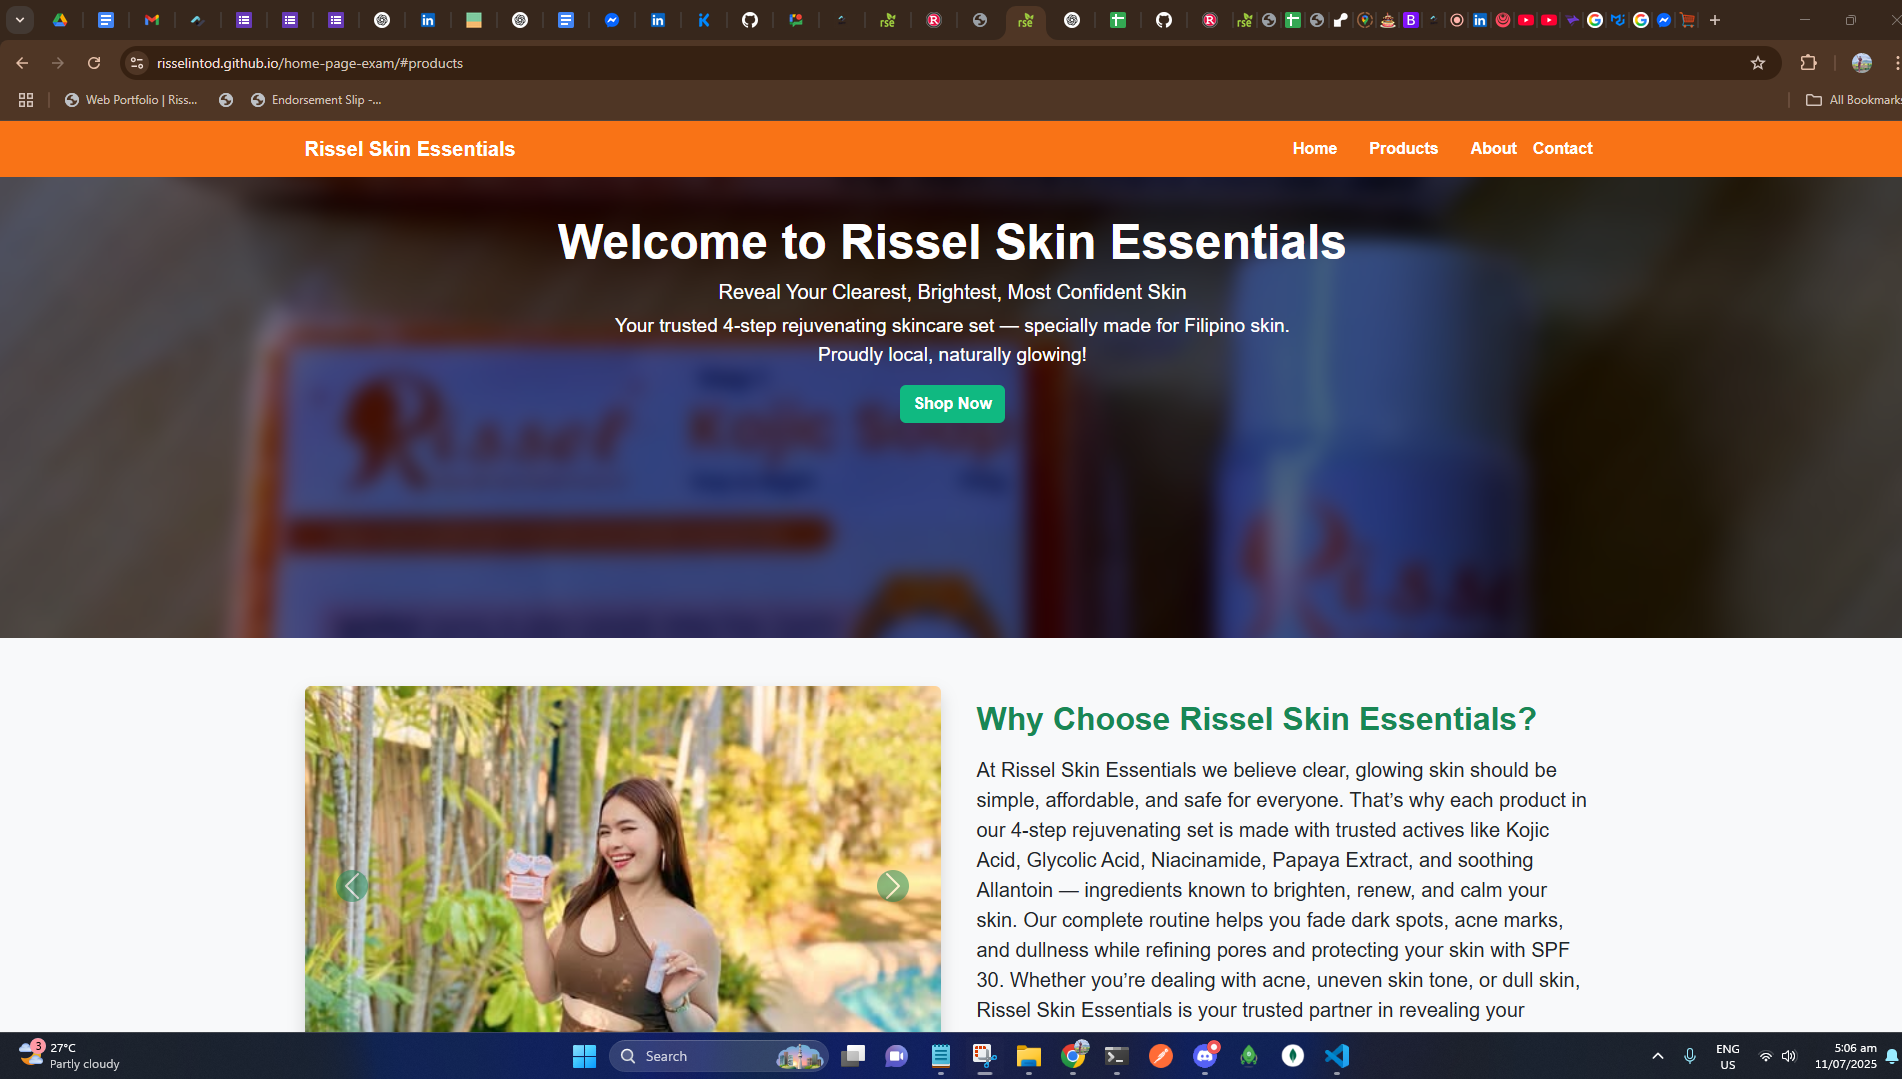 rse
rse
rse
risselintod.github.io/home-page-exam/#products
Web Portfolio | Riss...
Endorsement Slip -...
All Bookmarks
Rissel Skin Essentials
Home
Products
About
Contact
Welcome to Rissel Skin Essentials
Reveal Your Clearest, Brightest, Most Confident Skin
Your trusted 4-step rejuvenating skincare set — specially made for Filipino skin.
Proudly local, naturally glowing!
Shop Now
Rissel
Kojic Soap
Why Choose Rissel Skin Essentials?
At Rissel Skin Essentials we believe clear, glowing skin should be
simple, affordable, and safe for everyone. That’s why each product in
our 4-step rejuvenating set is made with trusted actives like Kojic
Acid, Glycolic Acid, Niacinamide, Papaya Extract, and soothing
Allantoin — ingredients known to brighten, renew, and calm your
skin. Our complete routine helps you fade dark spots, acne marks,
and dullness while refining pores and protecting your skin with SPF
30. Whether you’re dealing with acne, uneven skin tone, or dull skin,
Rissel Skin Essentials is your trusted partner in revealing your
3
27°C
Partly cloudy
Search
ENG
US
5:06 am
11/07/2025